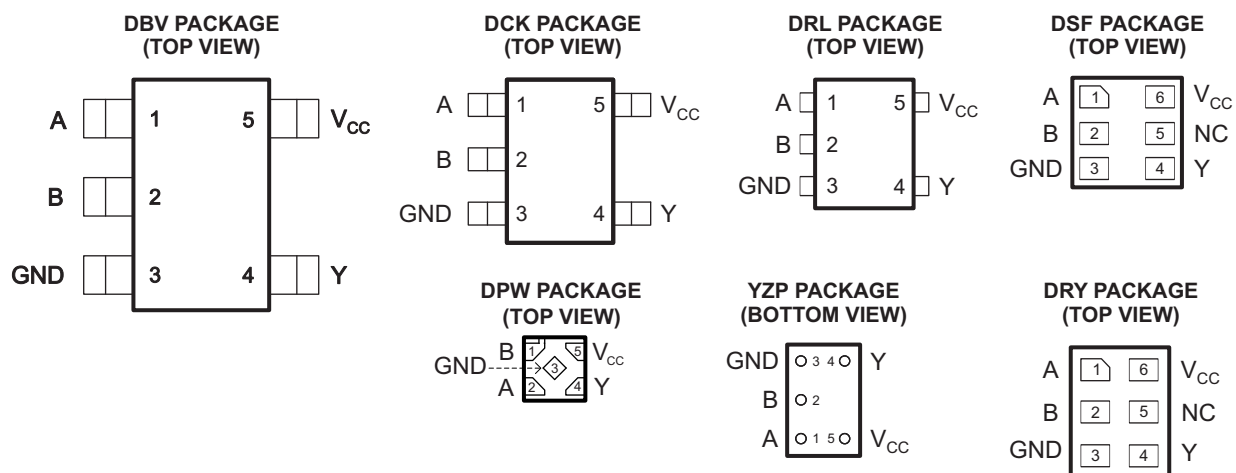 DBV PACKAGE
(TOP VIEW)
A 1 5 VCC
B 2
GND 3 4 Y
DCK PACKAGE
(TOP VIEW)
A 1 5 VCC
B 2
GND 3 4 Y
DRL PACKAGE
(TOP VIEW)
A 1 5 VCC
B 2
GND 3 4 Y
DSF PACKAGE
(TOP VIEW)
A 1 6 VCC
B 2 5 NC
GND 3 4 Y
DPW PACKAGE
(TOP VIEW)
B 1 5 VCC
GND 3
A 2 4 Y
YZP PACKAGE
(BOTTOM VIEW)
GND 3 4 Y
B 2
A 1 5 VCC
DRY PACKAGE
(TOP VIEW)
A 1 6 VCC
B 2 5 NC
GND 3 4 Y